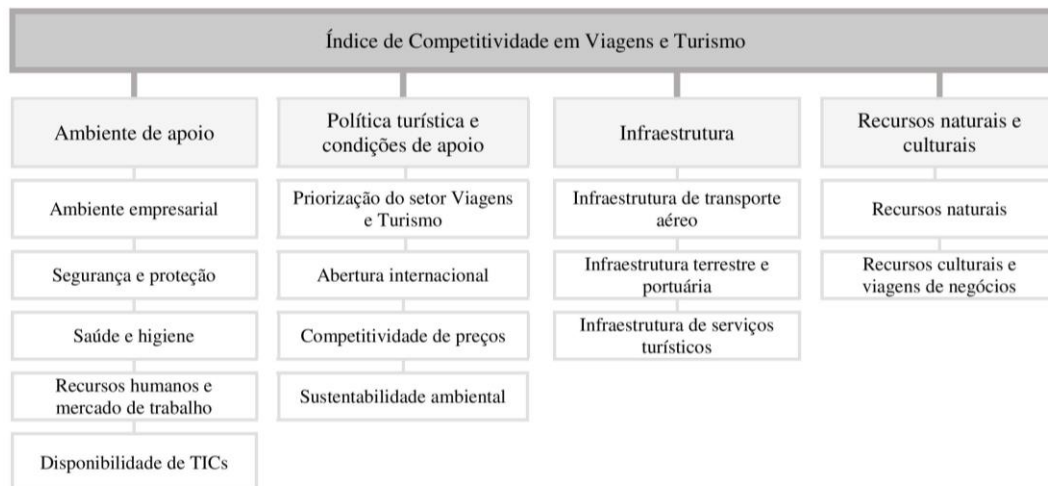 Índice de Competitividade em Viagens e Turismo
Ambiente de apoio
Ambiente empresarial
Segurança e proteção
Saúde e higiene
Recursos humanos e
mercado de trabalho
Disponibilidade de TICs
Política turística e
condições de apoio
Priorização do setor Viagens
e Turismo
Abertura internacional
Competitividade de preços
Sustentabilidade ambiental
Infraestrutura
Infraestrutura de transporte
aéreo
Infraestrutura terrestre e
portuária
Infraestrutura de serviços
turísticos
Recursos naturais e
culturais
Recursos naturais
Recursos culturais e
viagens de negócios